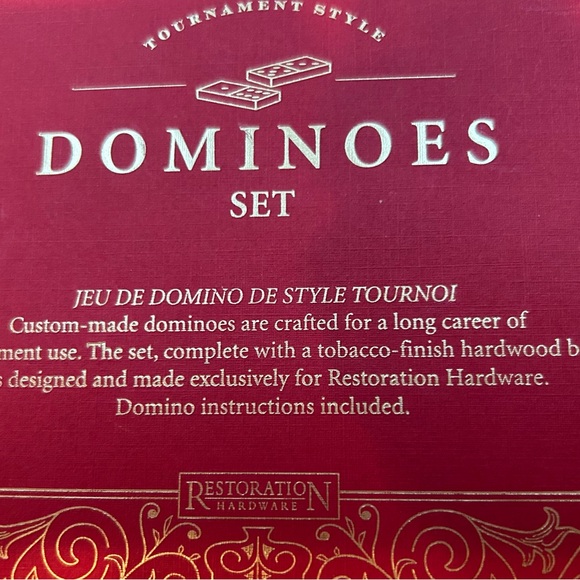 TOURNAMENT STYLE
DOMINOES
SET
JEU DE DOMINO DE STYLE TOURNOI
Custom-made dominoes are crafted for a long career of
ment use. The set, complete with a tobacco-finish hardwood b
s designed and made exclusively for Restoration Hardware.
Domino instructions included.
RESTORATION
HARDWARE